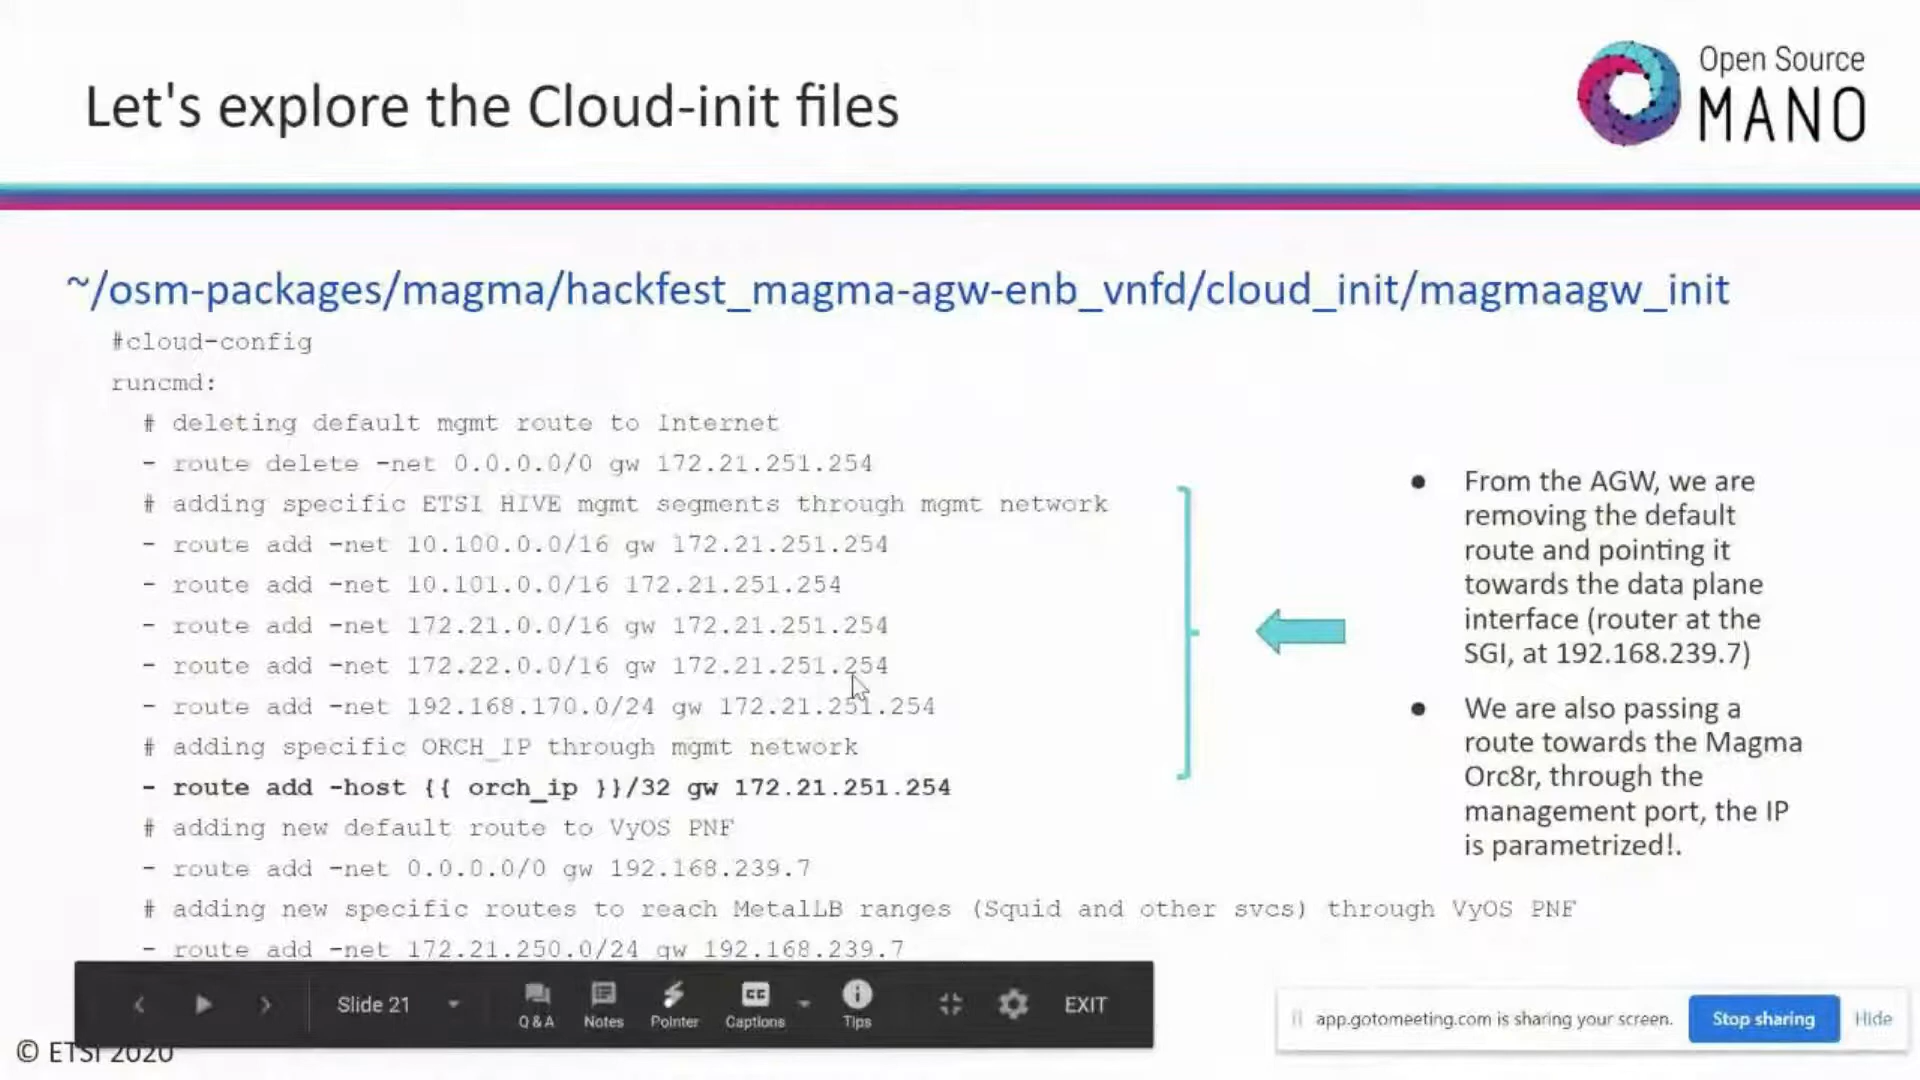 Let's explore the Cloud-init files
Open Source
MANO
~/osm-packages/magma/hackfest_magma-agw-enb_vnfd/cloud_init/magmaagw_init
#cloud-config
runcmd:
# deleting default mgmt route to Internet
- route delete -net 0.0.0.0/0 gw 172.21.251.254
# adding specific ETSI HIVE mgmt segments through mgmt network
- route add -net 10.100.0.0/16 gw 172.21.251.254
- route add -net 10.101.0.0/16 172.21.251.254
- route add -net 172.21.0.0/16 gw 172.21.251.254
- route add -net 172.22.0.0/16 gw 172.21.251.254
- route add -net 192.168.170.0/24 gw 172.21.251.254
# adding specific ORCH_IP through mgmt network
- route add -host {{ orch_ip }}/32 gw 172.21.251.254
# adding new default route to VyOS PNF
- route add -net 0.0.0.0/0 gw 192.168.239.7
# adding new specific routes to reach MetalLB ranges (Squid and other svcs) through VyOS PNF
- route add -net 172.21.250.0/24 gw 192.168.239.7
● From the AGW, we are
removing the default
route and pointing it
towards the data plane
interface (router at the
SGI, at 192.168.239.7)
● We are also passing a
route towards the Magma
Orc8r, through the
management port, the IP
is parametrized!.
Slide 21
Q & A
Notes
Pointer
CC
Captions
Tips
EXIT
app.gotomeeting.com is sharing your screen.
Stop sharing
Hide
© ETSI 2020